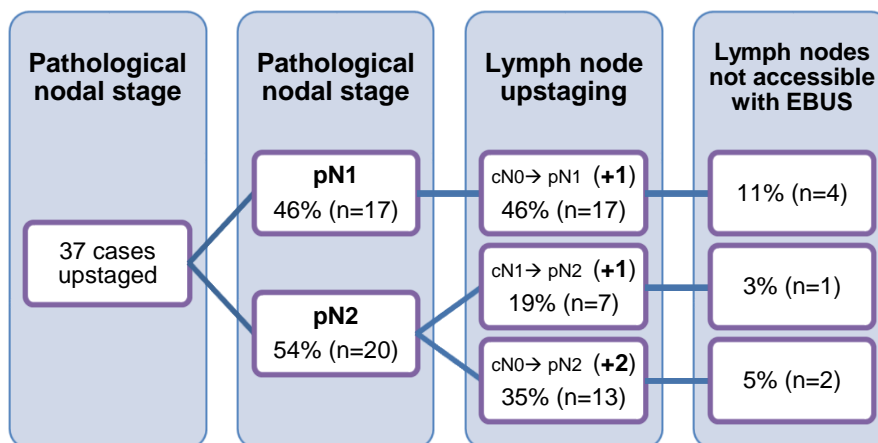 Pathological
nodal stage
37 cases
upstaged
Pathological
nodal stage
pN1
46% (n=17)
pN2
54% (n=20)
Lymph node
upstaging
cN0→ pN1 (+1)
46% (n=17)
cN1→ pN2 (+1)
19% (n=7)
cN0→ pN2 (+2)
35% (n=13)
Lymph nodes
not accessible
with EBUS
11% (n=4)
3% (n=1)
5% (n=2)